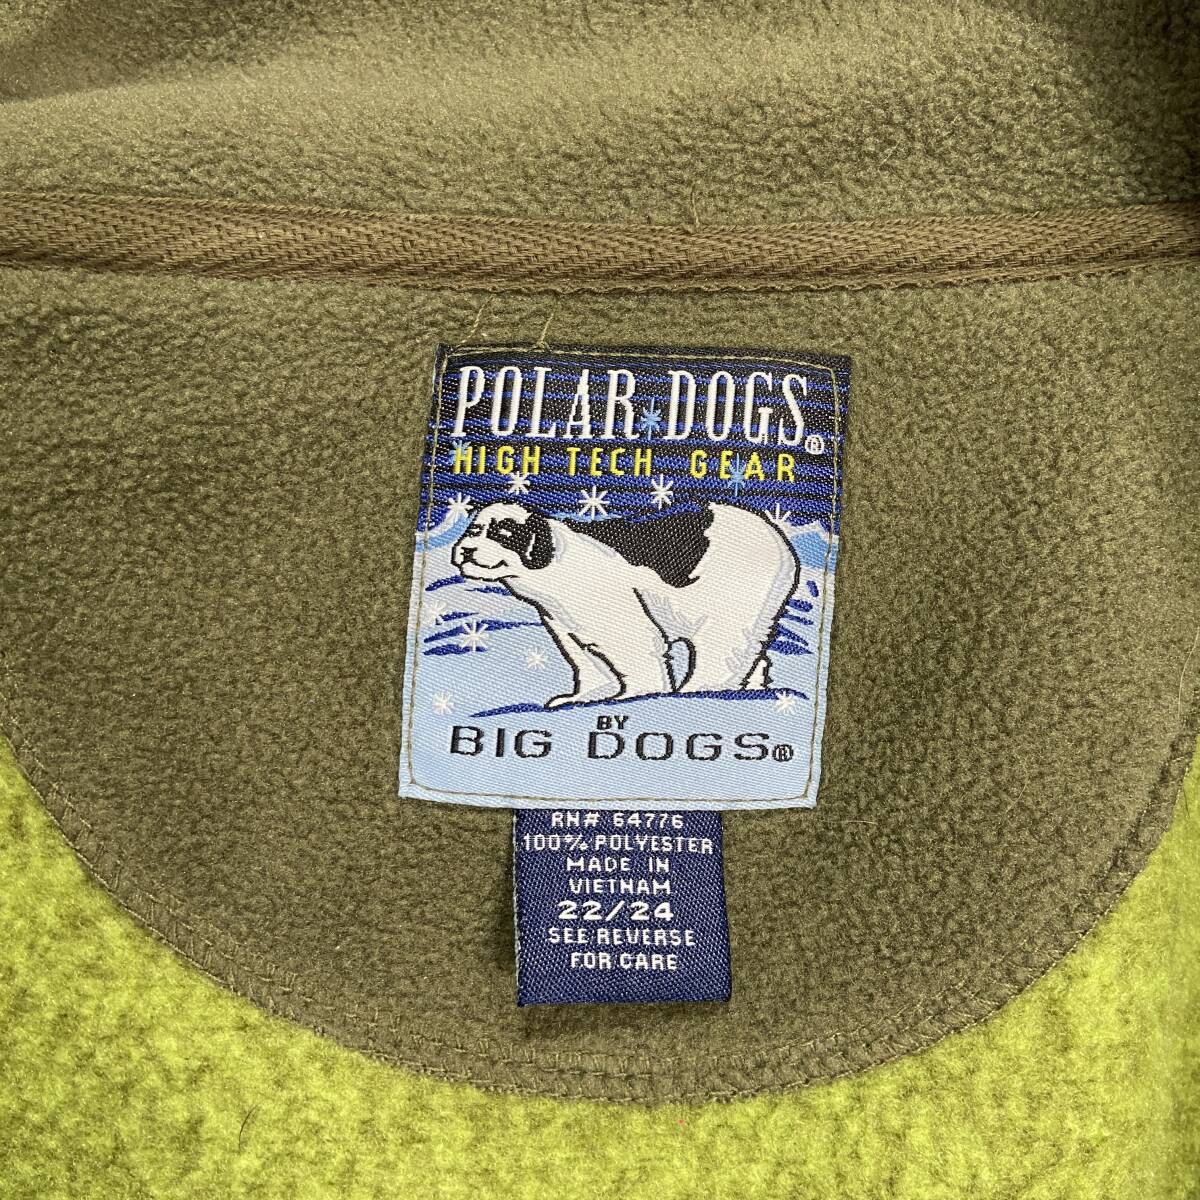 POLAR DOGS®
HIGH TECH GEAR
BY
BIG DOGS®
RN# 64776
100% POLYESTER
MADE IN
VIETNAM
22/24
SEE REVERSE
FOR CARE